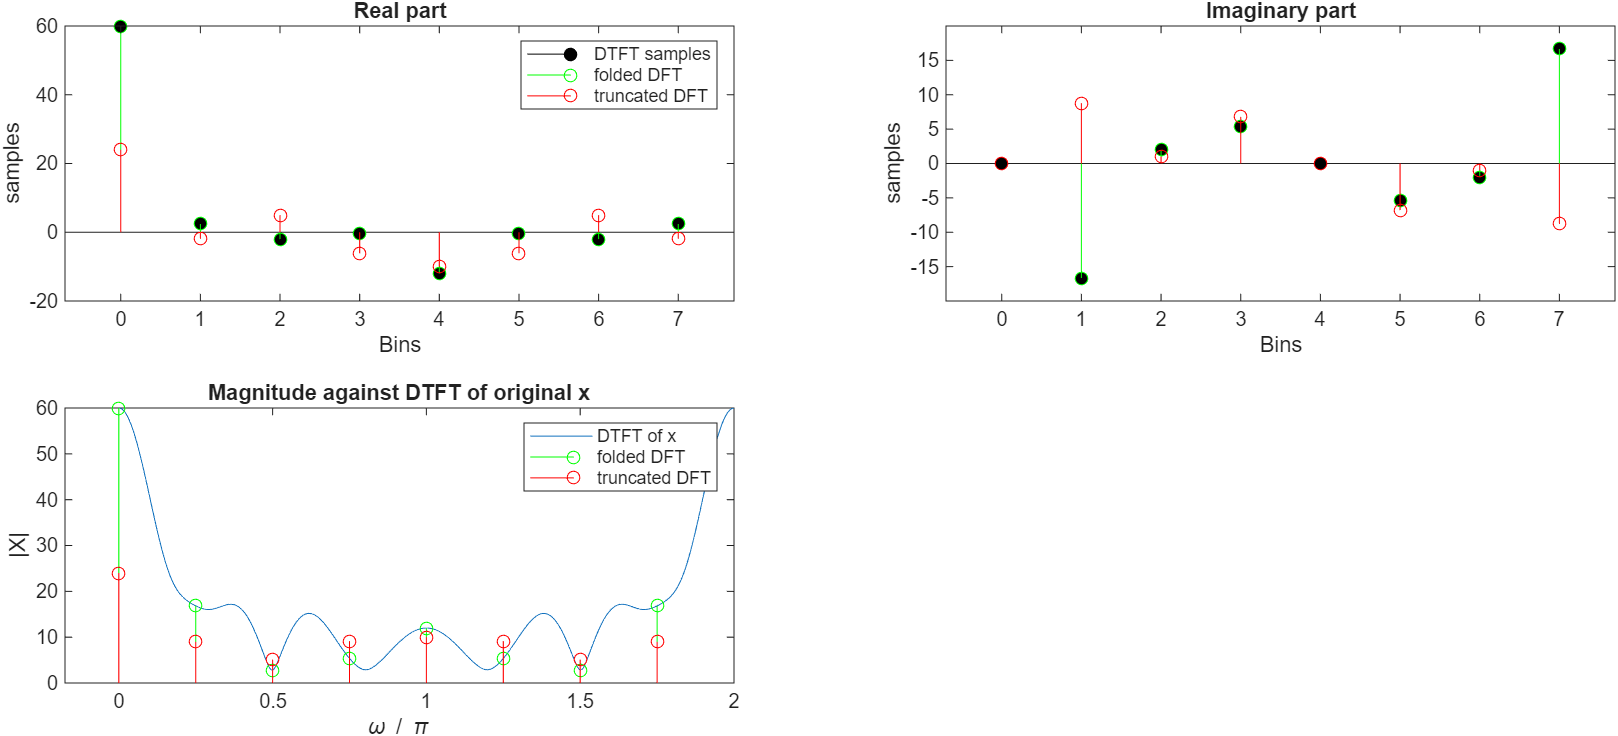 Real part
60
40
20
0
-20
samples
0 1 2 3 4 5 6 7
Bins
DTFT samples
folded DFT
truncated DFT
Imaginary part
15
10
5
0
-5
-10
-15
samples
0 1 2 3 4 5 6 7
Bins
Magnitude against DTFT of original x
60
50
40
30
20
10
0
|X|
0 0.5 1 1.5 2
ω / π
DTFT of x
folded DFT
truncated DFT